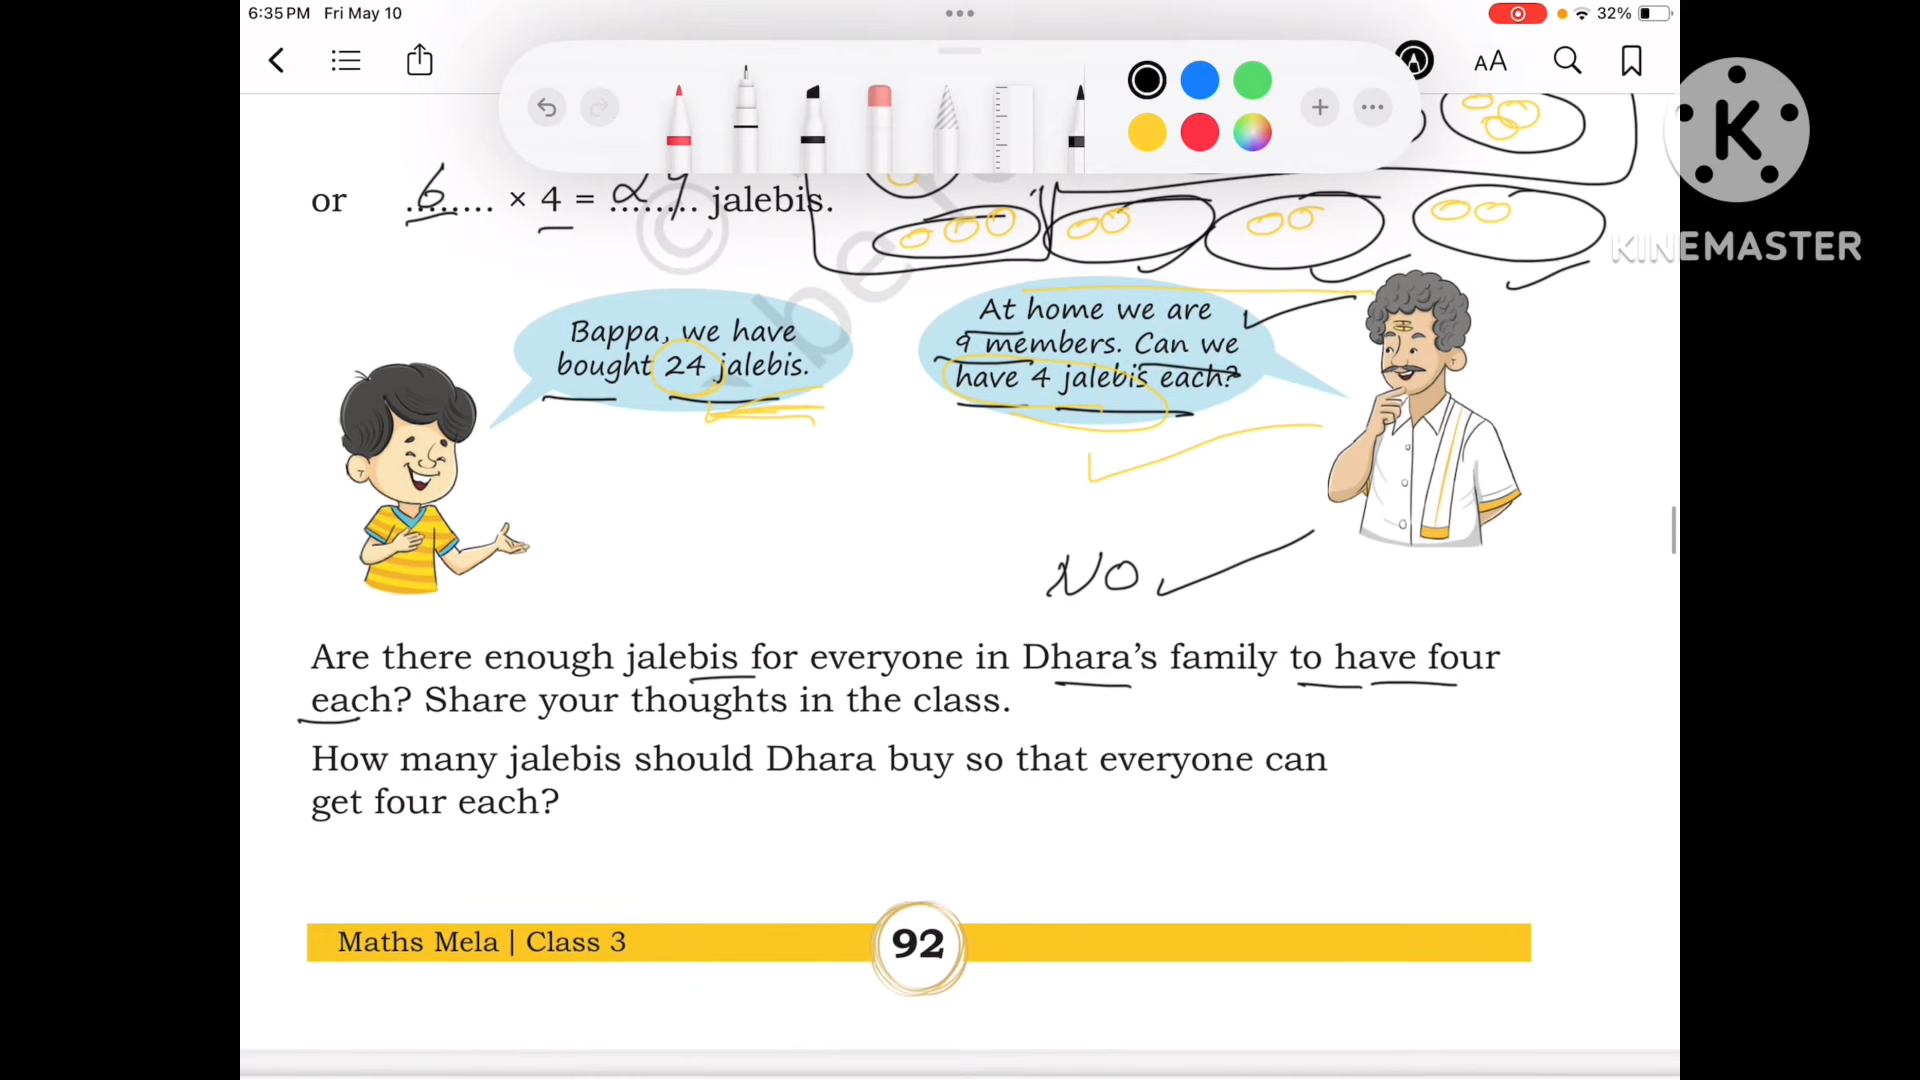 6:35 PM Fri May 10
32%
AA
K
KINEMASTER
or 6 × 4 = 24 jalebis.
©
be
Bappa, we have
bought 24 jalebis.
At home we are
9 members. Can we
have 4 jalebis each?
NO
Are there enough jalebis for everyone in Dhara's family to have four
each? Share your thoughts in the class.
How many jalebis should Dhara buy so that everyone can
get four each?
Maths Mela | Class 3
92